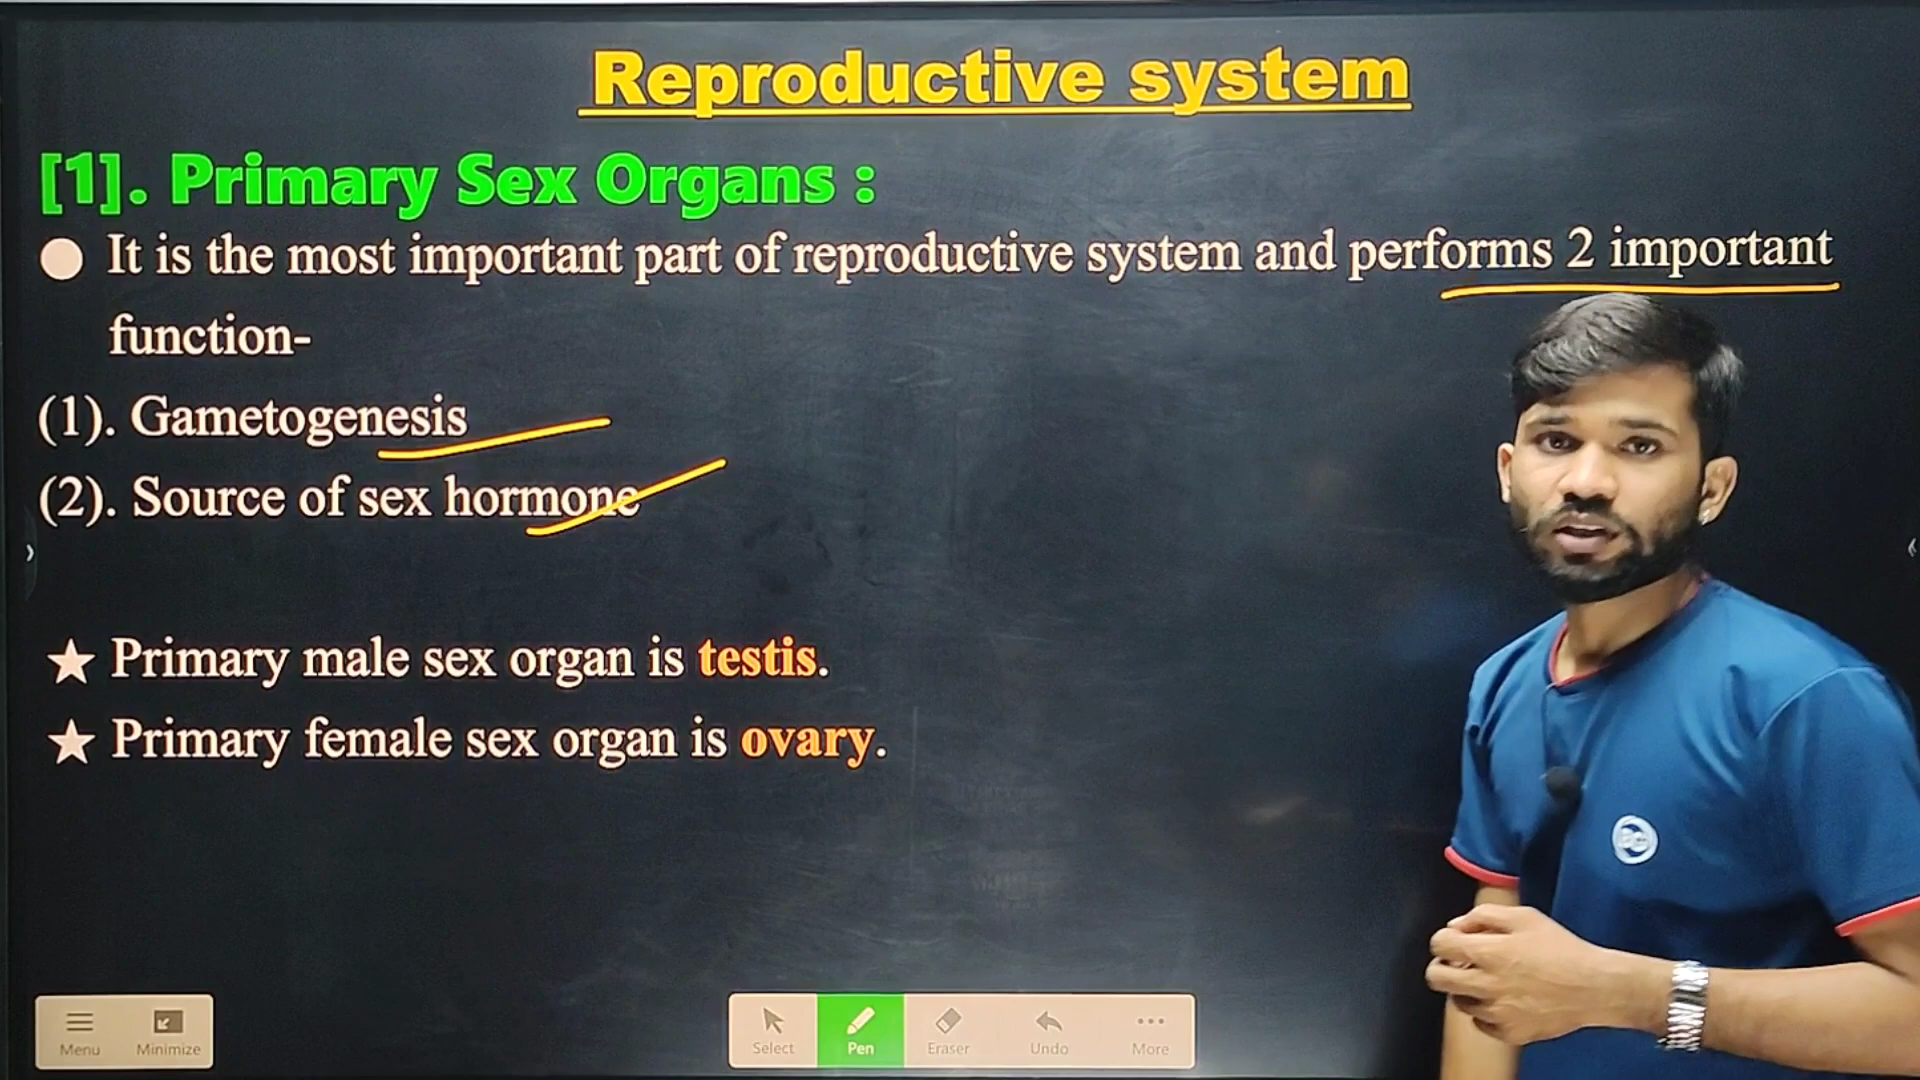 Reproductive system
[1]. Primary Sex Organs :
It is the most important part of reproductive system and performs 2 important
function-
(1). Gametogenesis
(2). Source of sex hormone
★ Primary male sex organ is testis.
★ Primary female sex organ is ovary.
Menu Minimize Select Pen Eraser Undo More